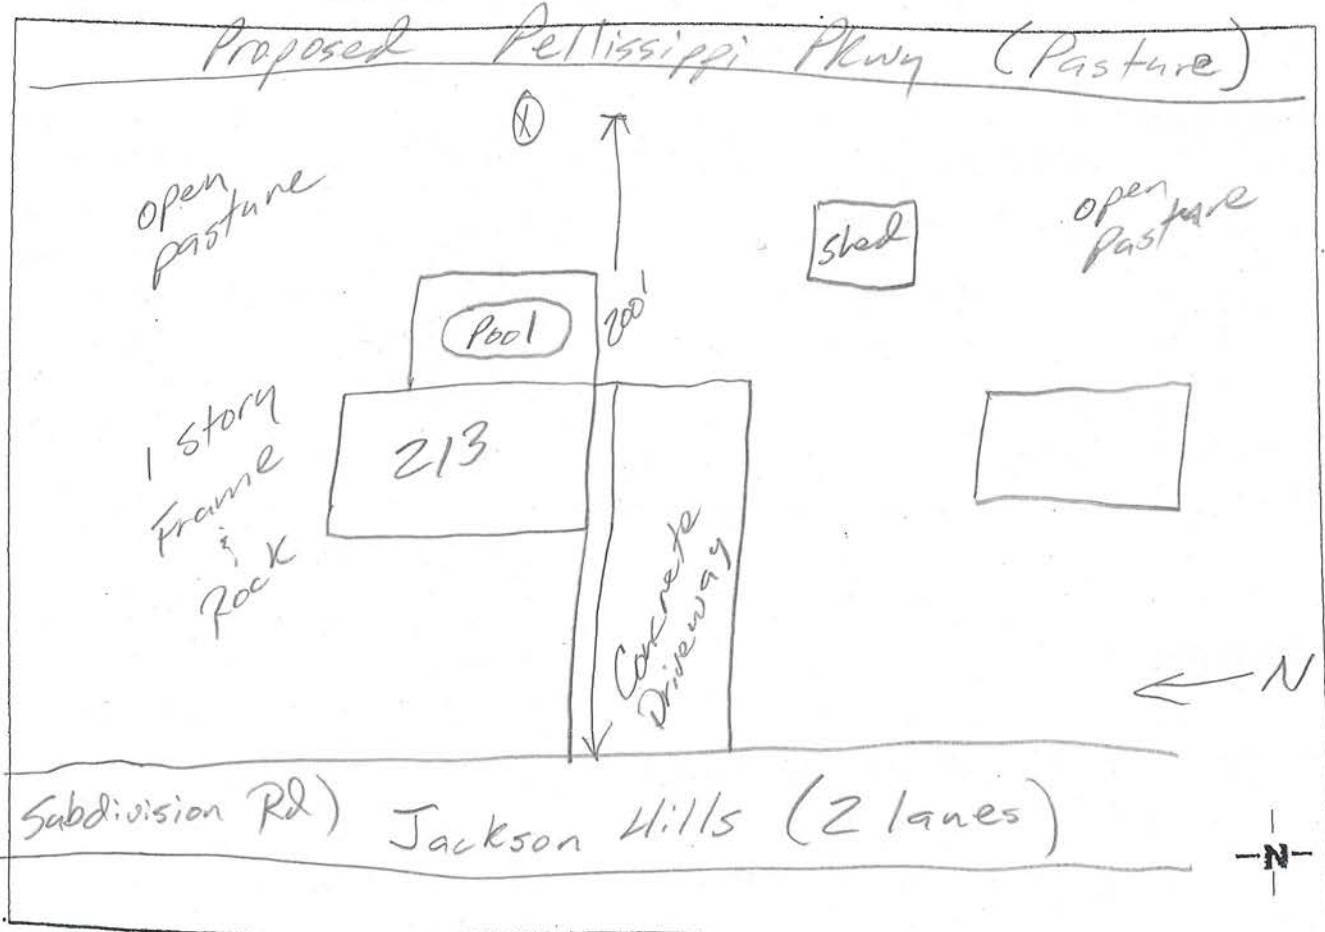 Proposed Pellissippi Pkwy (Pasture)
X
open
pasture
shed
open
Pasture
Pool
200'
1 story
Frame
&
Rock
213
Concrete
Driveway
N
Subdivision Rd) Jackson Hills (2 lanes)
N